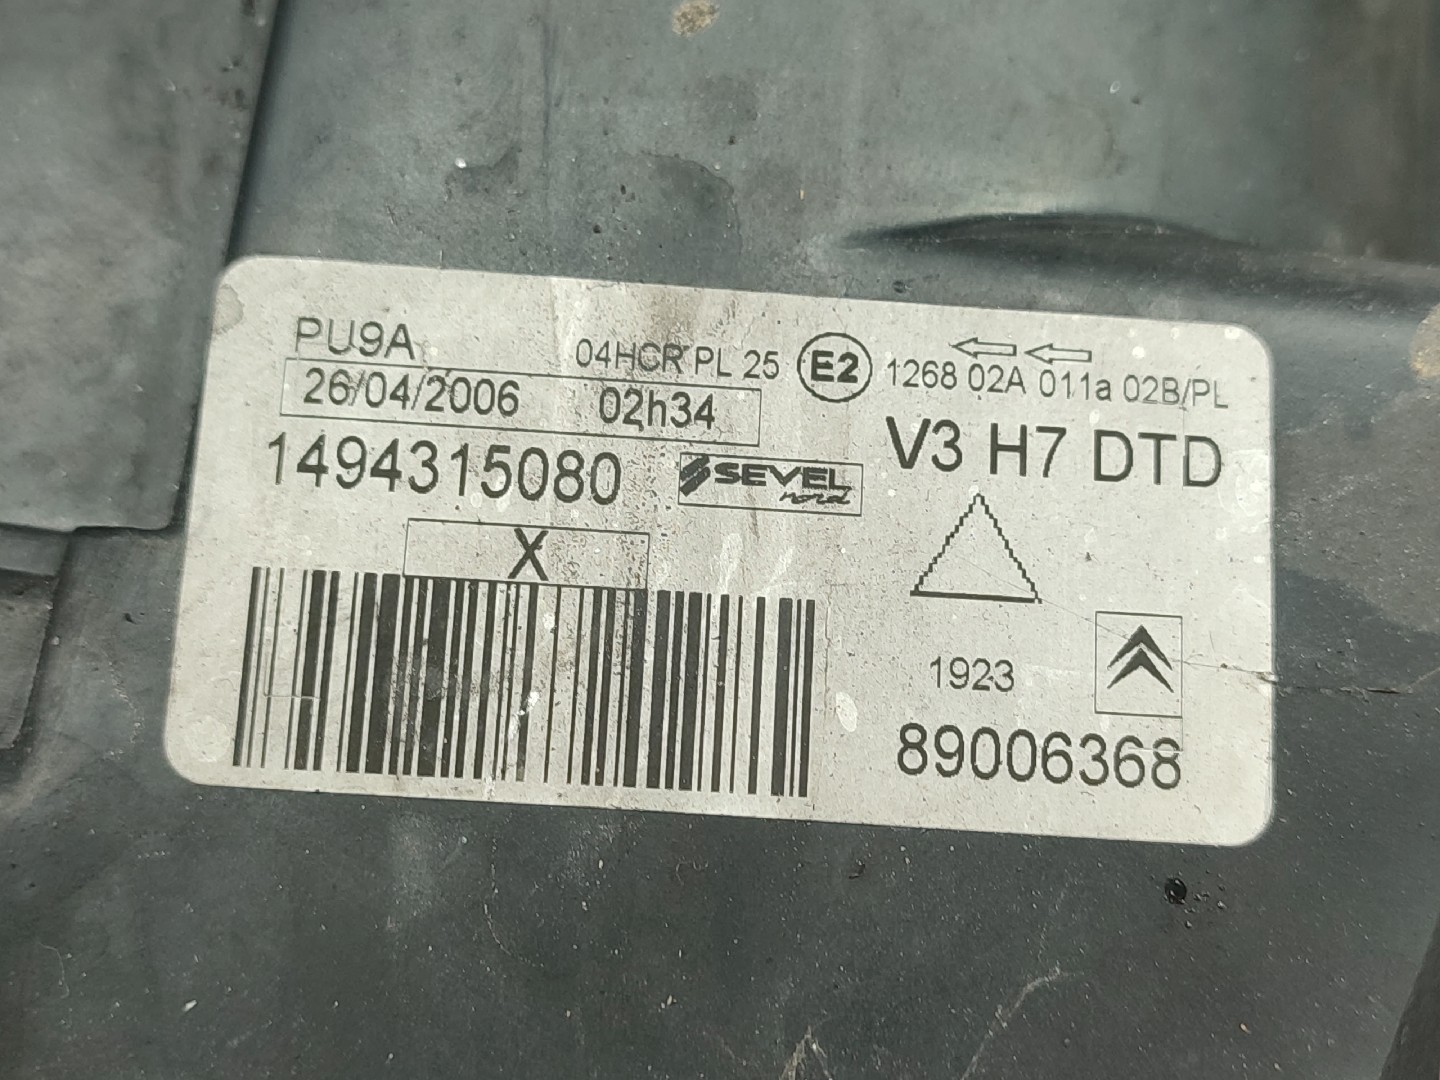 PU9A
04HCR PL 25 E2 1268 02A 011a 02B/PL
26/04/2006 02h34
V3 H7 DTD
1494315080
SEVEL
nord
X
1923
89006368